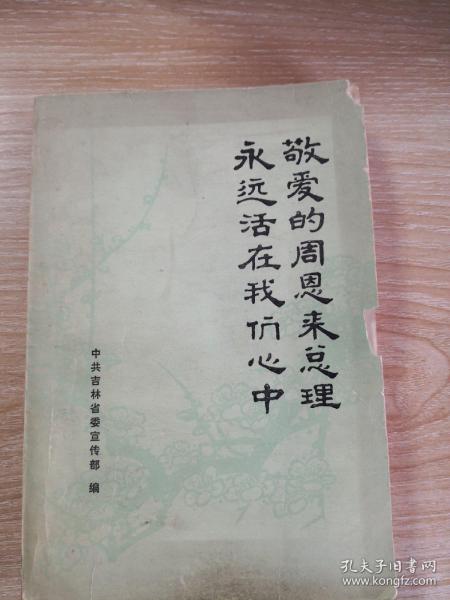 敬爱的周恩来总理
永远活在我们心中
中共吉林省委宣传部 编
孔夫子旧书网
www.kongfz.com